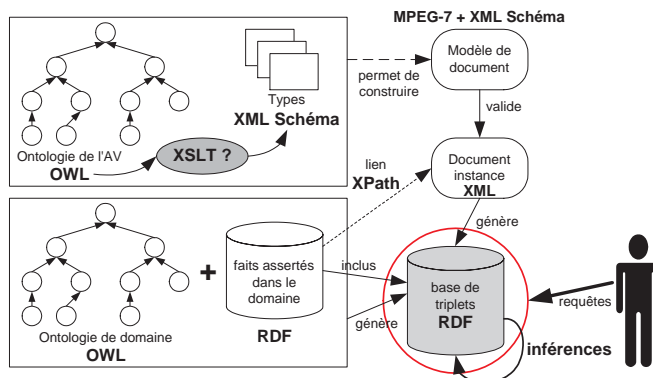 MPEG-7 + XML Schéma
Modèle de
document
permet de
construire
Types
XML Schéma
valide
Ontologie de l'AV
OWL
XSLT ?
lien
XPath
Document
instance
XML
génère
faits assertés
dans le
domaine
inclus
base de
triplets
RDF
requêtes
+
RDF
génère
Ontologie de domaine
OWL
inférences